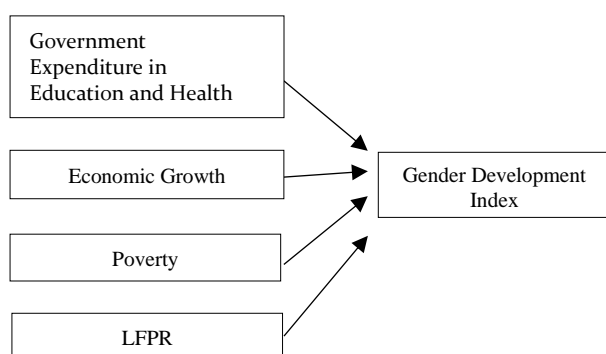 Government
Expenditure in
Education and Health
Economic Growth
Gender Development
Index
Poverty
LFPR